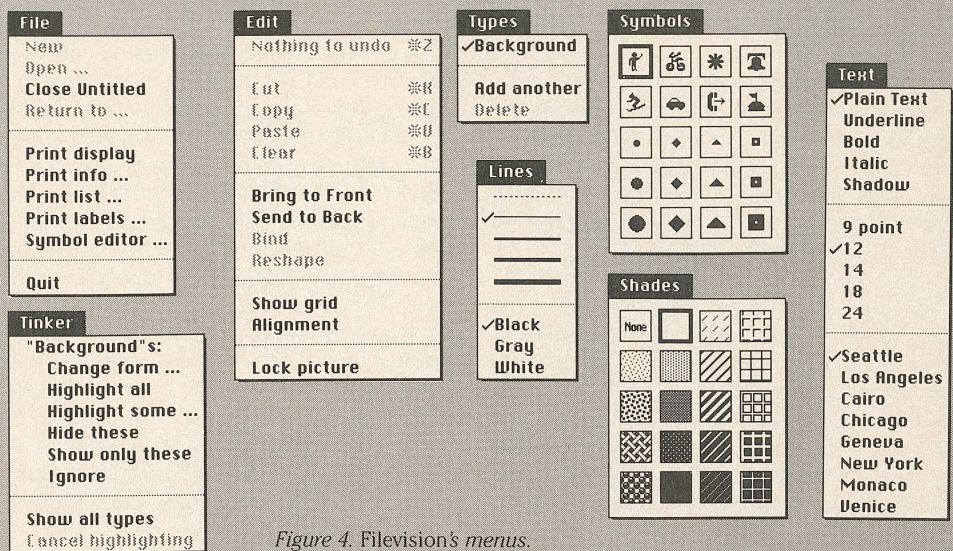 File
New
Open ...
Close Untitled
Return to ...
Print display
Print info ...
Print list ...
Print labels ...
Symbol editor ...
Quit
Tinker
"Background"s:
Change form ...
Highlight all
Highlight some ...
Hide these
Show only these
Ignore
Show all types
Cancel highlighting
Edit
Nothing to undo ⌘Z
Cut ⌘X
Copy ⌘C
Paste ⌘V
Clear ⌘B
Bring to Front
Send to Back
Bind
Reshape
Show grid
Alignment
Lock picture
Types
✓Background
Add another
Delete
Lines
✓Black
Gray
White
Symbols
Shades
None
Text
✓Plain Text
Underline
Bold
Italic
Shadow
9 point
✓12
14
18
24
✓Seattle
Los Angeles
Cairo
Chicago
Geneva
New York
Monaco
Venice
Figure 4. Filevision's menus.